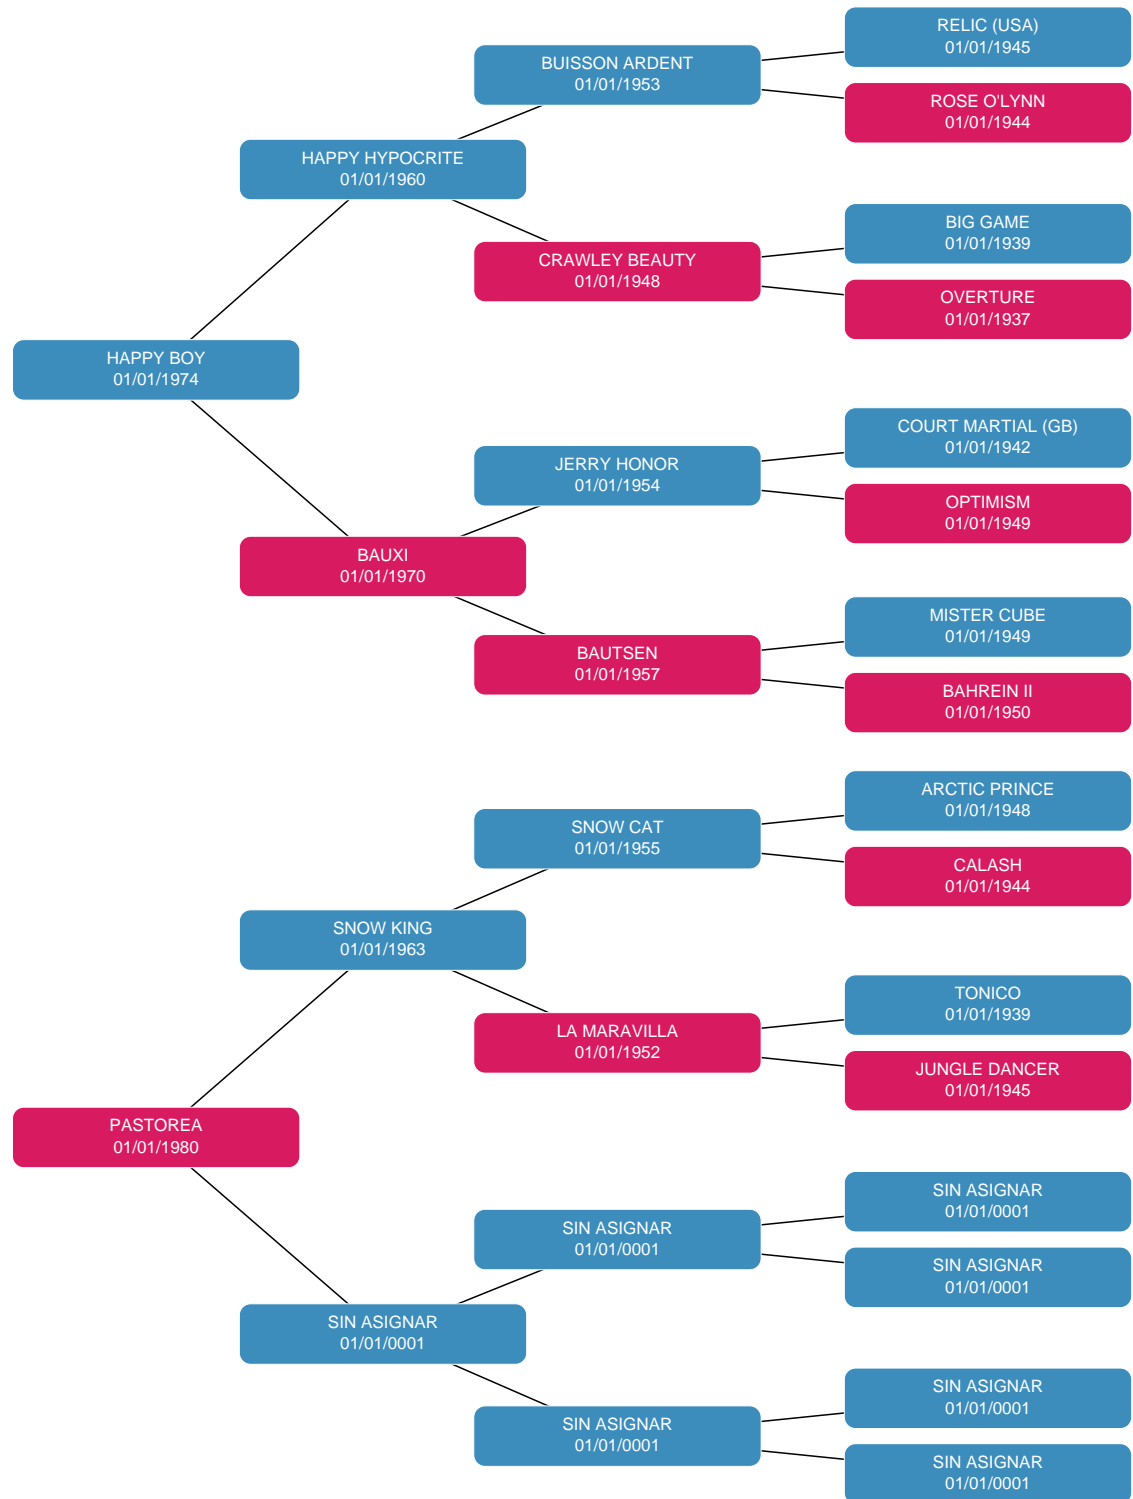 RELIC (USA)
01/01/1945
BUISSON ARDENT
01/01/1953
ROSE O'LYNN
01/01/1944
HAPPY HYPOCRITE
01/01/1960
BIG GAME
01/01/1939
CRAWLEY BEAUTY
01/01/1948
OVERTURE
01/01/1937
HAPPY BOY
01/01/1974
COURT MARTIAL (GB)
01/01/1942
JERRY HONOR
01/01/1954
OPTIMISM
01/01/1949
BAUXI
01/01/1970
MISTER CUBE
01/01/1949
BAUTSEN
01/01/1957
BAHREIN II
01/01/1950
ARCTIC PRINCE
01/01/1948
SNOW CAT
01/01/1955
CALASH
01/01/1944
SNOW KING
01/01/1963
TONICO
01/01/1939
LA MARAVILLA
01/01/1952
JUNGLE DANCER
01/01/1945
PASTOREA
01/01/1980
SIN ASIGNAR
01/01/0001
SIN ASIGNAR
01/01/0001
SIN ASIGNAR
01/01/0001
SIN ASIGNAR
01/01/0001
SIN ASIGNAR
01/01/0001
SIN ASIGNAR
01/01/0001
SIN ASIGNAR
01/01/0001